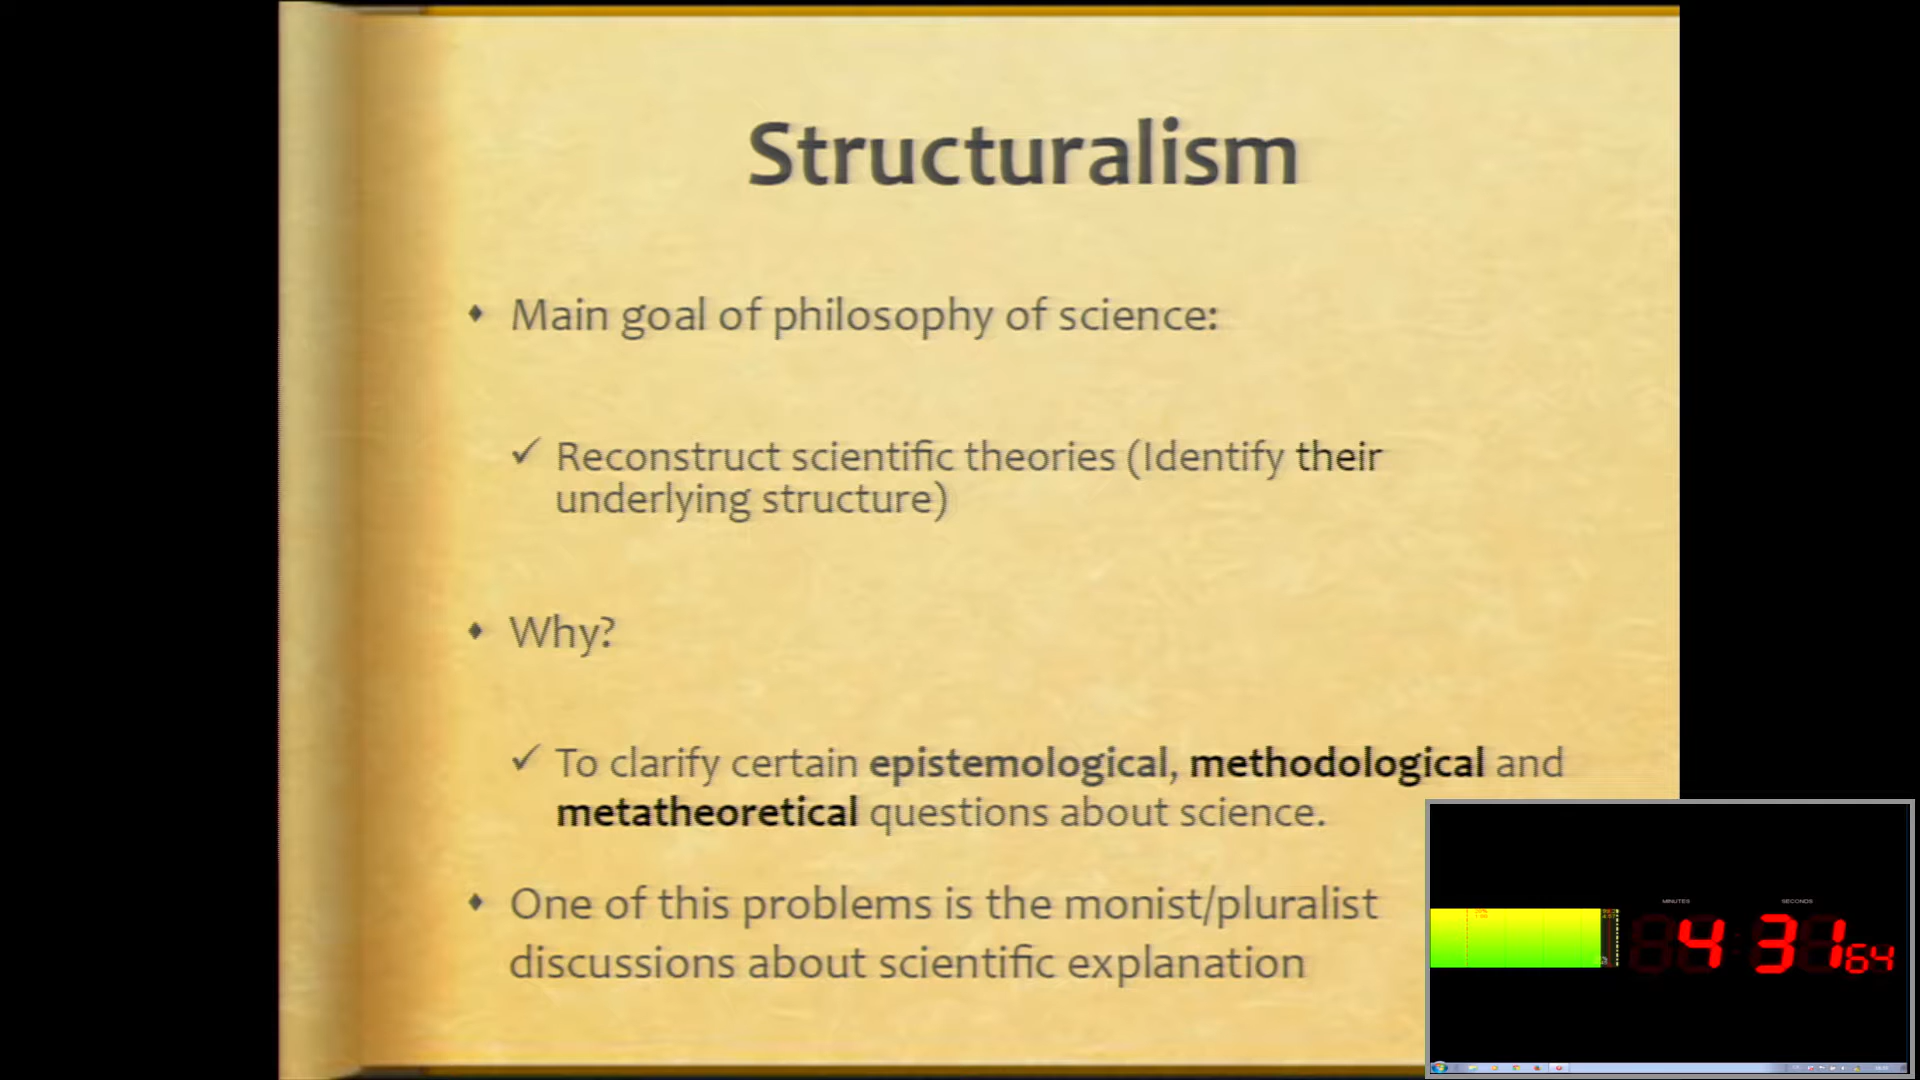 Structuralism
Main goal of philosophy of science:
Reconstruct scientific theories (Identify their
underlying structure)
Why?
To clarify certain epistemological, methodological and
metatheoretical questions about science.
One of this problems is the monist/pluralist
discussions about scientific explanation
MINUTES SECONDS
4 31 64